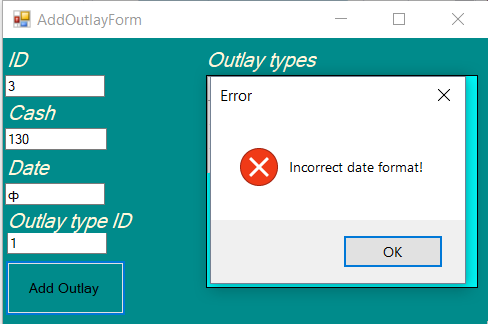 AddOutlayForm
ID
3
Cash
130
Date
ф
Outlay type ID
1
Add Outlay
Outlay types
Error
Incorrect date format!
OK